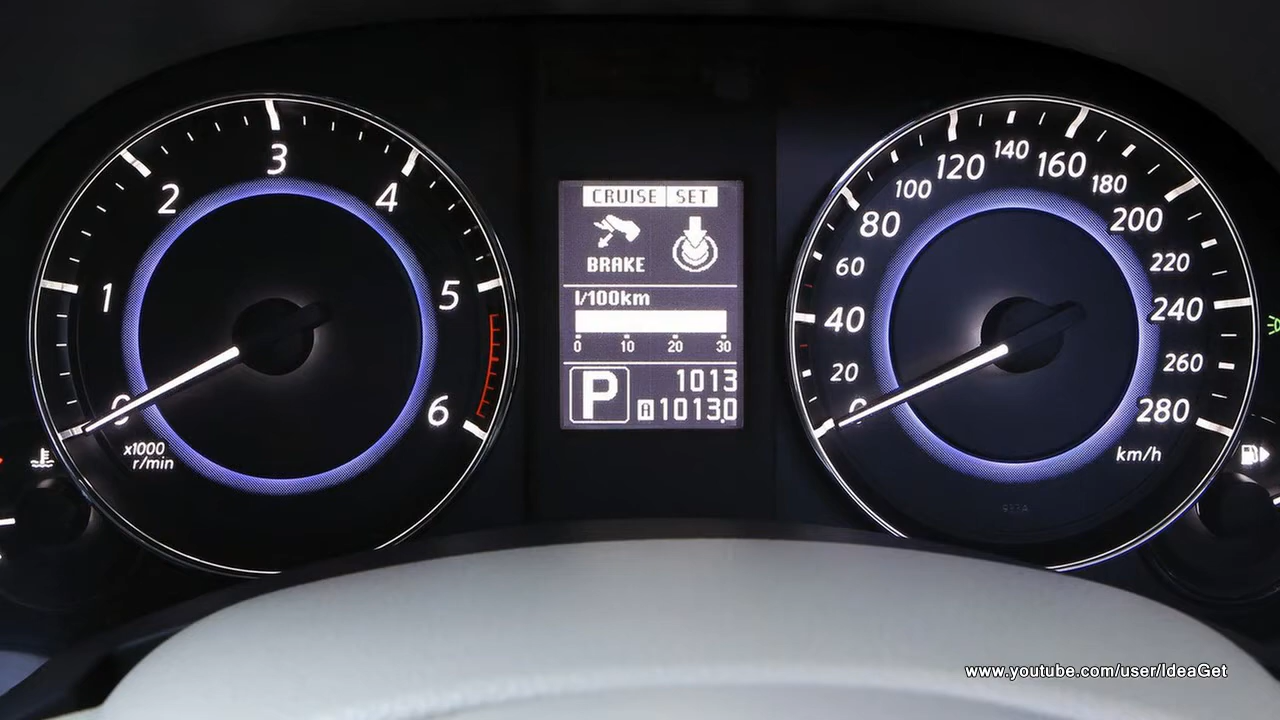 0 1 2 3 4 5 6
x1000
r/min
CRUISE SET
BRAKE
l/100km
0 10 20 30
P
1013
A 1013.0
0 20 40 60 80 100 120 140 160 180 200 220 240 260 280
km/h
www.youtube.com/user/IdeaGet